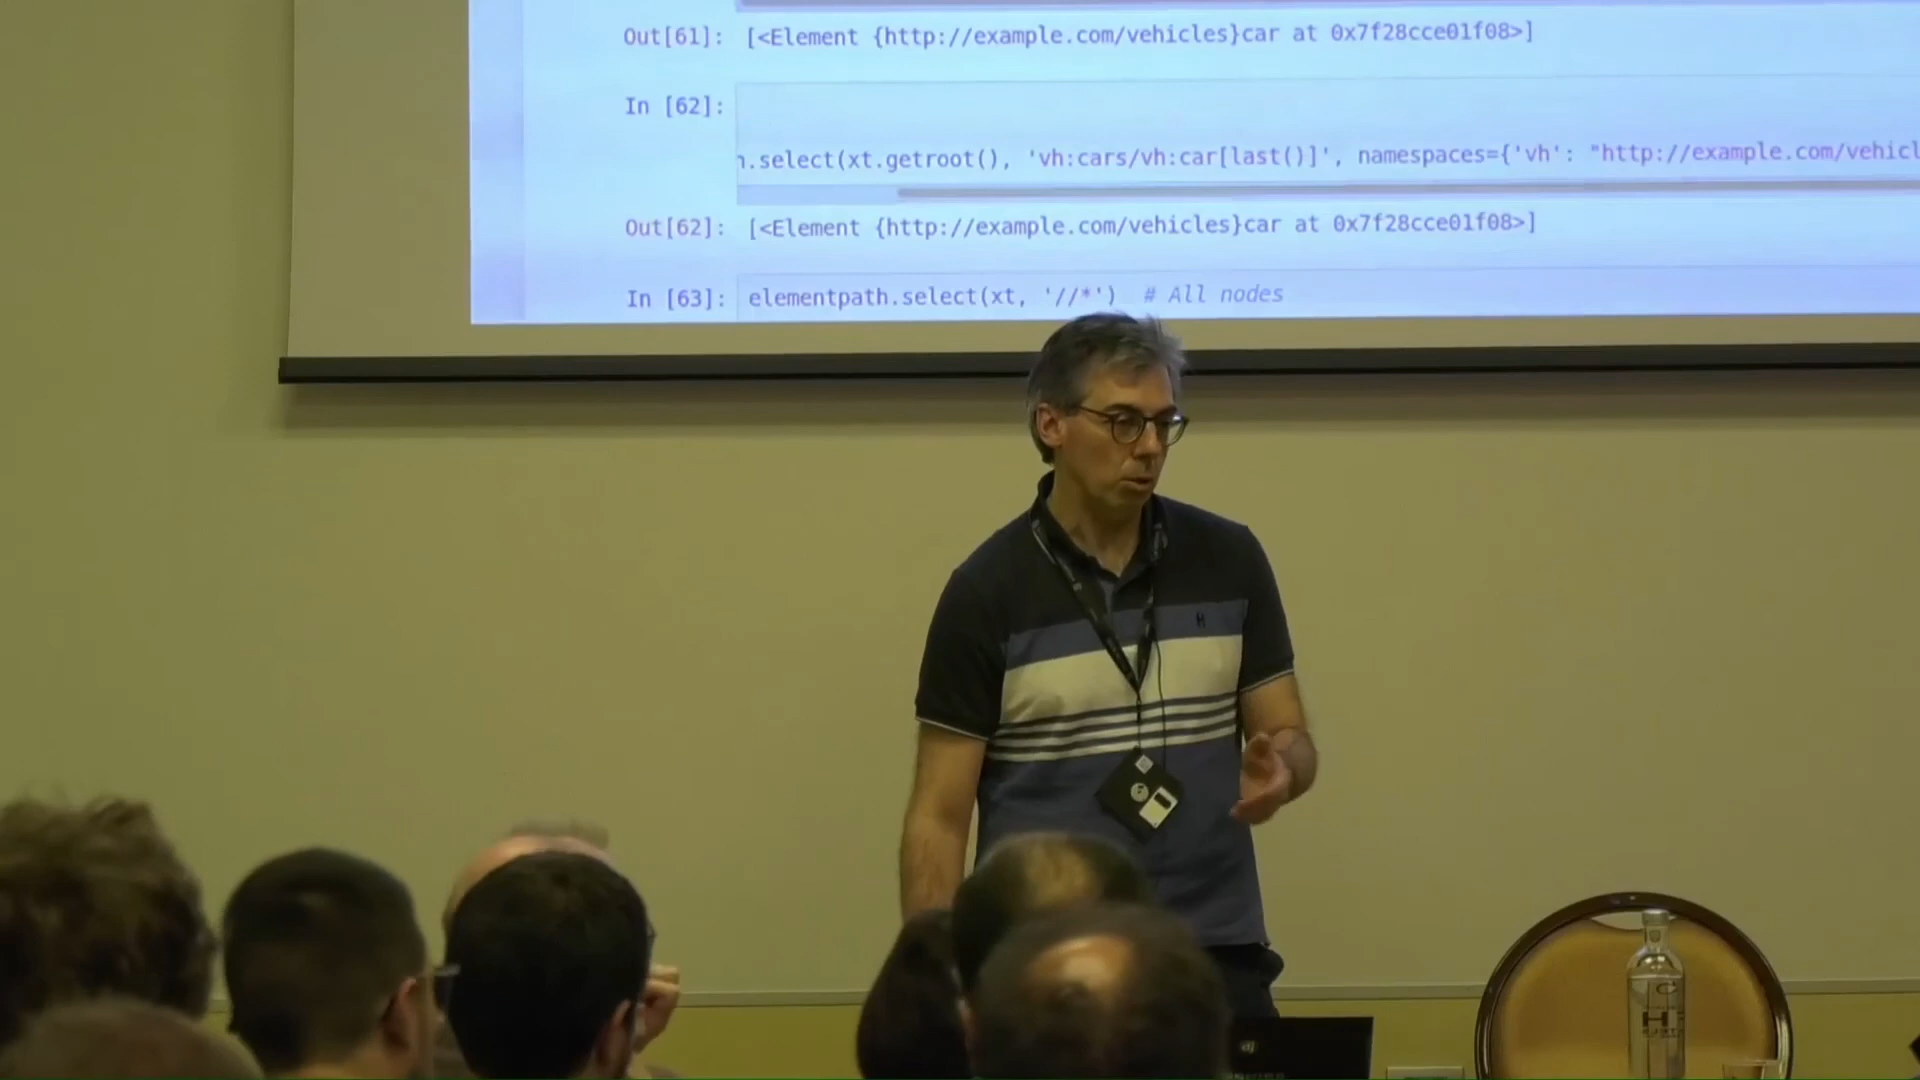 Out[61]: [<Element {http://example.com/vehicles}car at 0x7f28cce01f08>]
In [62]:
.select(xt.getroot(), 'vh:cars/vh:car[last()]', namespaces={'vh': "http://example.com/vehicl
Out[62]: [<Element {http://example.com/vehicles}car at 0x7f28cce01f08>]
In [63]: elementpath.select(xt, '//*') # All nodes